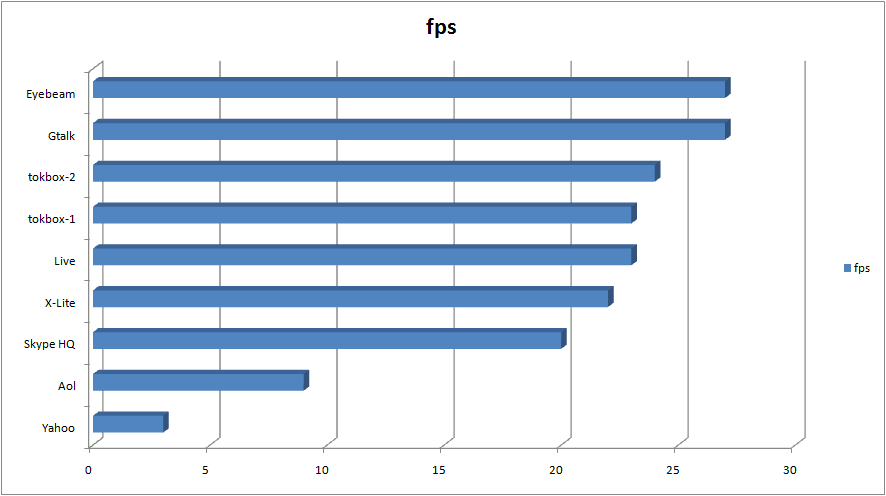 fps
Eyebeam
Gtalk
tokbox-2
tokbox-1
Live
X-Lite
Skype HQ
Aol
Yahoo
0 5 10 15 20 25 30
fps